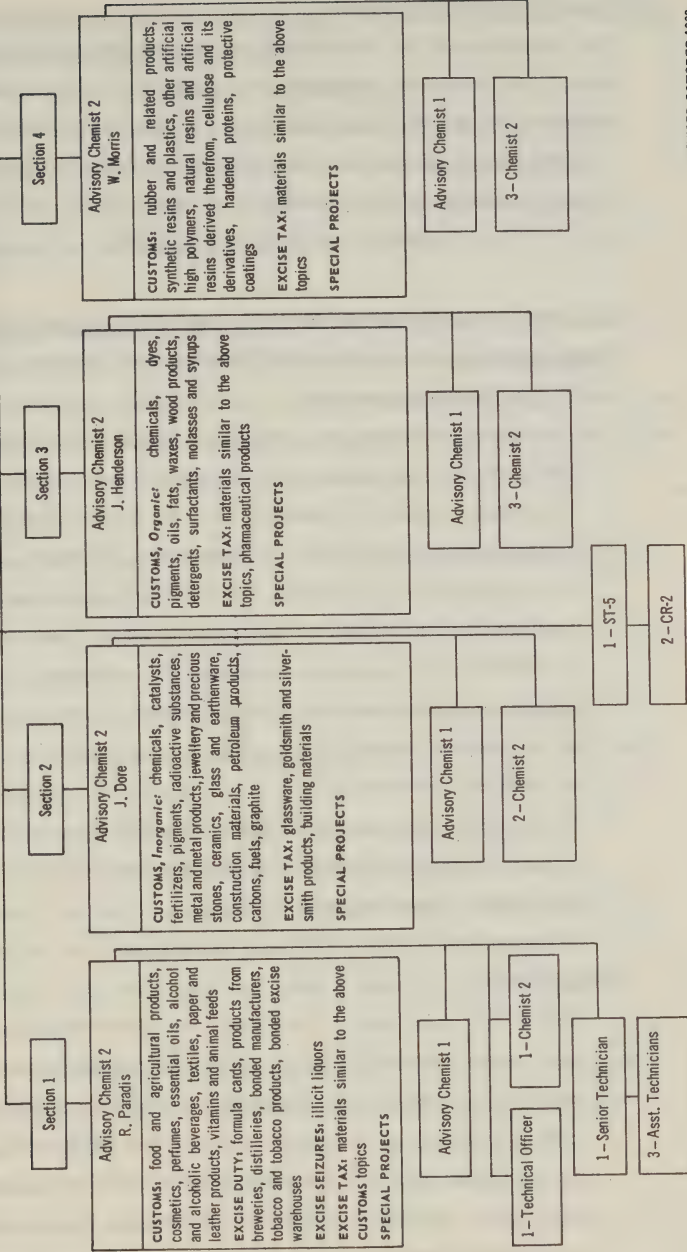 Section 1
Advisory Chemist 2
R. Paradis
CUSTOMS: food and agricultural products,
cosmetics, perfumes, essential oils, alcohol
and alcoholic beverages, textiles, paper and
leather products, vitamins and animal feeds
EXCISE DUTY: formula cards, products from
breweries, distilleries, bonded manufacturers,
tobacco and tobacco products, bonded excise
warehouses
EXCISE SEIZURES: illicit liquors
EXCISE TAX: materials similar to the above
CUSTOMS topics
SPECIAL PROJECTS
Advisory Chemist 1
1—Technical Officer
1—Chemist 2
1—Senior Technician
3—Asst. Technicians
Section 2
Advisory Chemist 2
J. Dore
CUSTOMS, Inorganic: chemicals, catalysts,
fertilizers, pigments, radioactive substances,
metal and metal products, jewellery and precious
stones, ceramics, glass and earthenware,
construction materials, petroleum products,
carbons, fuels, graphite
EXCISE TAX: glassware, goldsmith and silver-
smith products, building materials
SPECIAL PROJECTS
Advisory Chemist 1
2—Chemist 2
1—ST-5
2—CR-2
Section 3
Advisory Chemist 2
J. Henderson
CUSTOMS, Organic: chemicals, dyes,
pigments, oils, fats, waxes, wood products,
detergents, surfactants, molasses and syrups
EXCISE TAX: materials similar to the above
topics, pharmaceutical products
SPECIAL PROJECTS
Advisory Chemist 1
3—Chemist 2
Section 4
Advisory Chemist 2
W. Morris
CUSTOMS: rubber and related products,
synthetic resins and plastics, other artificial
high polymers, natural resins and artificial
resins derived therefrom, cellulose and its
derivatives, hardened proteins, protective
coatings
EXCISE TAX: materials similar to the above
topics
SPECIAL PROJECTS
Advisory Chemist 1
3—Chemist 2